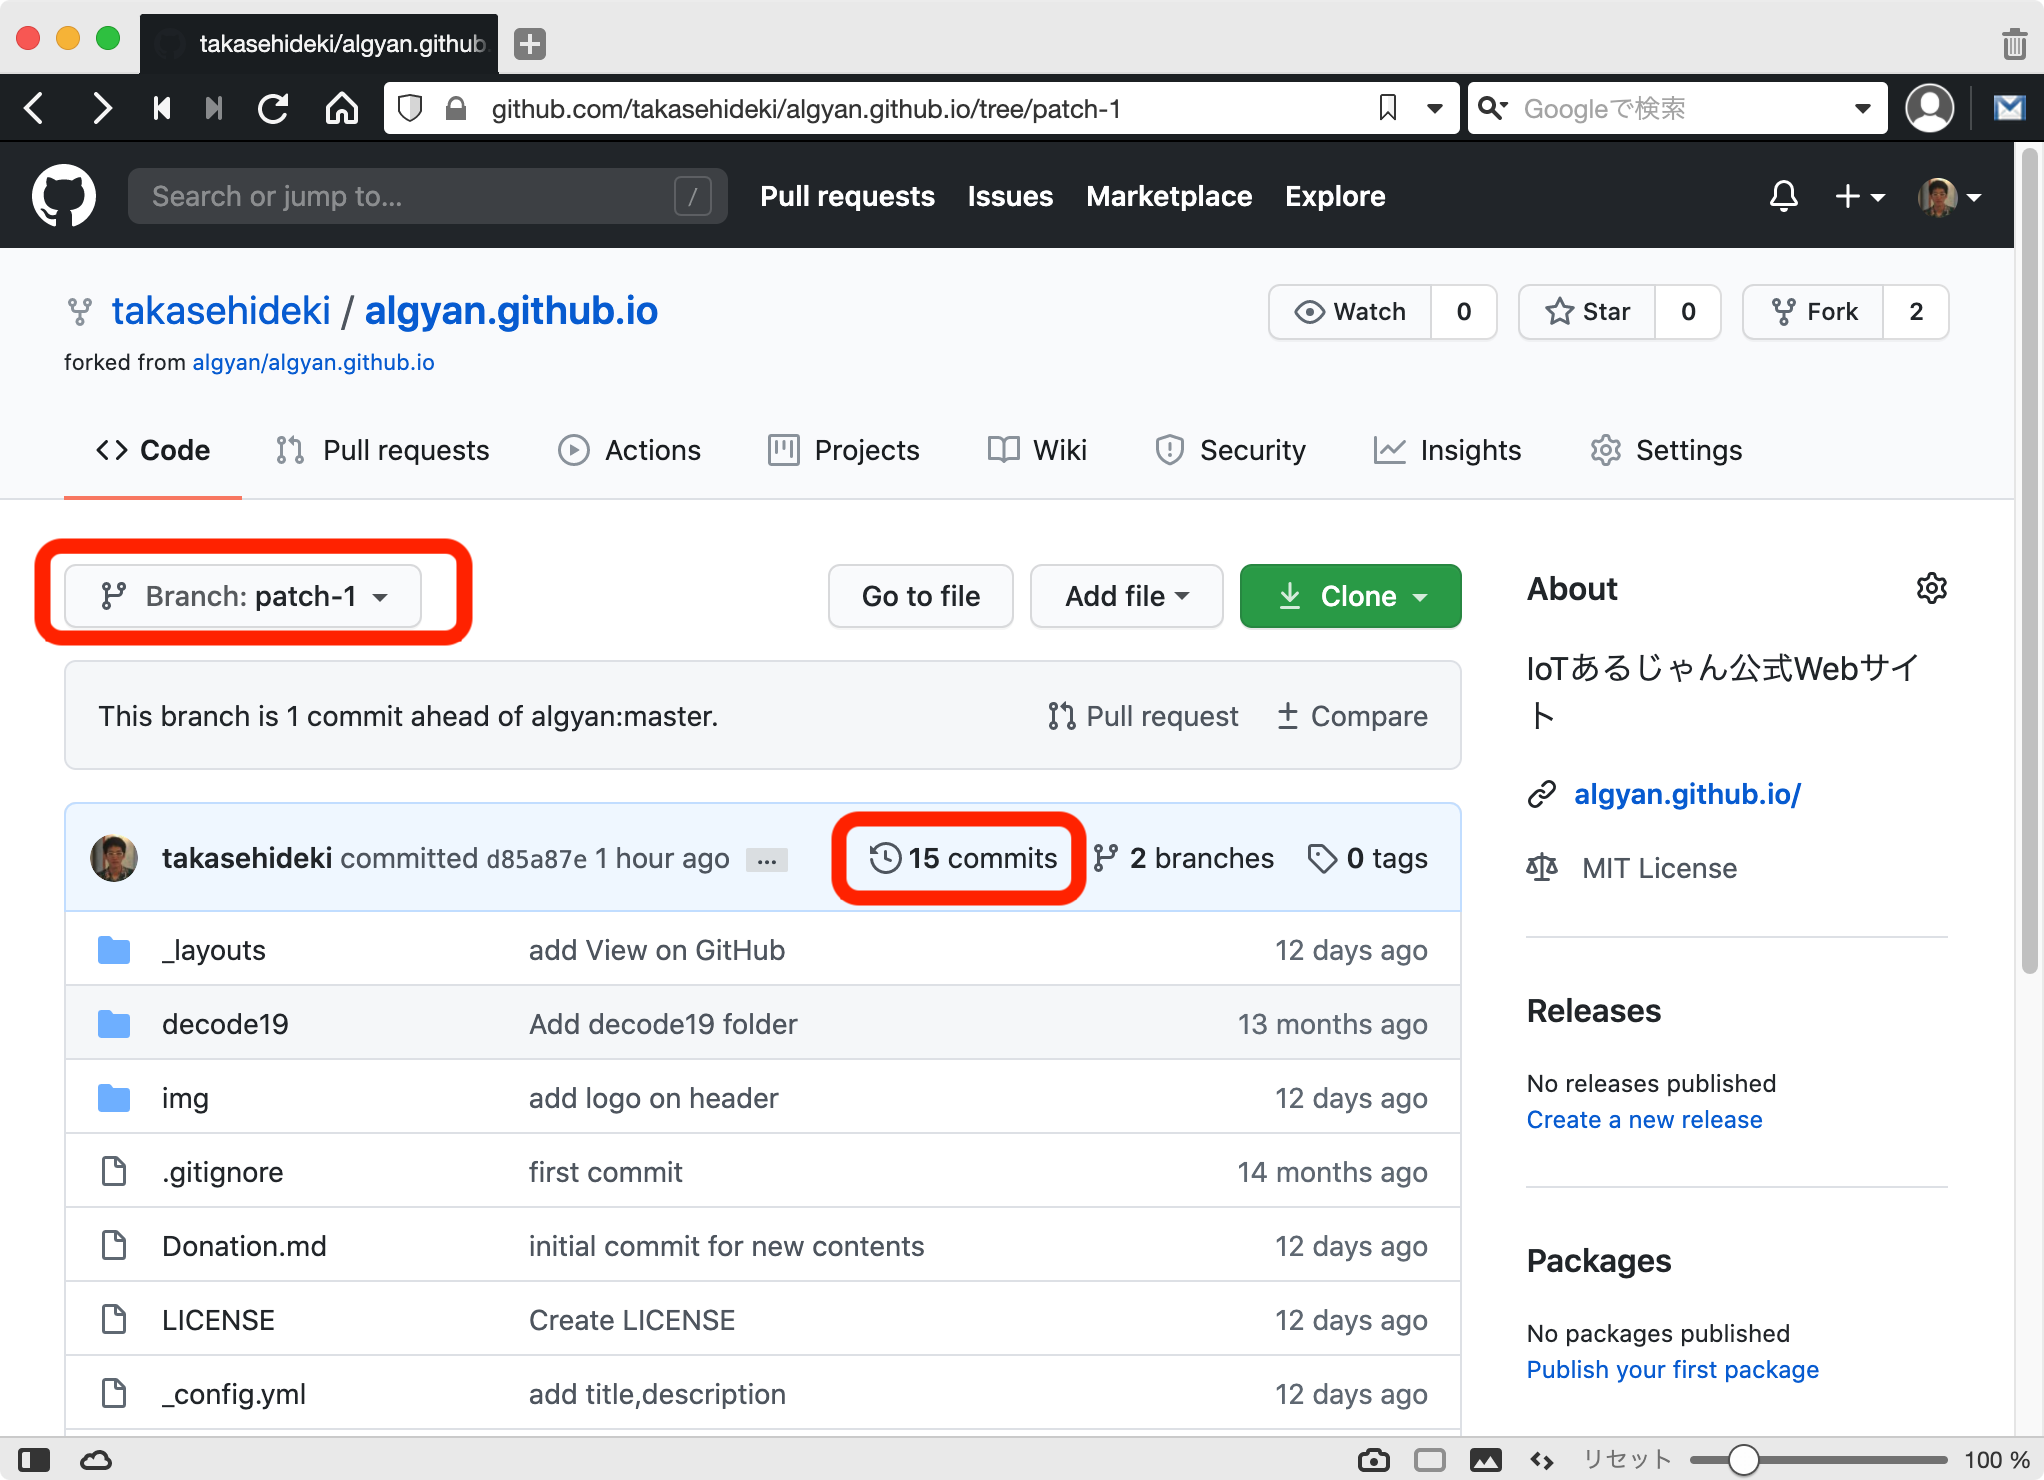 takasehideki/algyan.github
github.com/takasehideki/algyan.github.io/tree/patch-1
Googleで検索
Search or jump to...
/
Pull requests
Issues
Marketplace
Explore
takasehideki / algyan.github.io
Watch 0
Star 0
Fork 2
forked from algyan/algyan.github.io
Code
Pull requests
Actions
Projects
Wiki
Security
Insights
Settings
Branch: patch-1
Go to file
Add file
Clone
This branch is 1 commit ahead of algyan:master.
Pull request
Compare
takasehideki committed d85a87e 1 hour ago ...
15 commits
2 branches
0 tags
_layouts add View on GitHub 12 days ago
decode19 Add decode19 folder 13 months ago
img add logo on header 12 days ago
.gitignore first commit 14 months ago
Donation.md initial commit for new contents 12 days ago
LICENSE Create LICENSE 12 days ago
_config.yml add title,description 12 days ago
About
IoTあるじゃん公式Webサイ
ト
algyan.github.io/
MIT License
Releases
No releases published
Create a new release
Packages
No packages published
Publish your first package
リセット
100 %